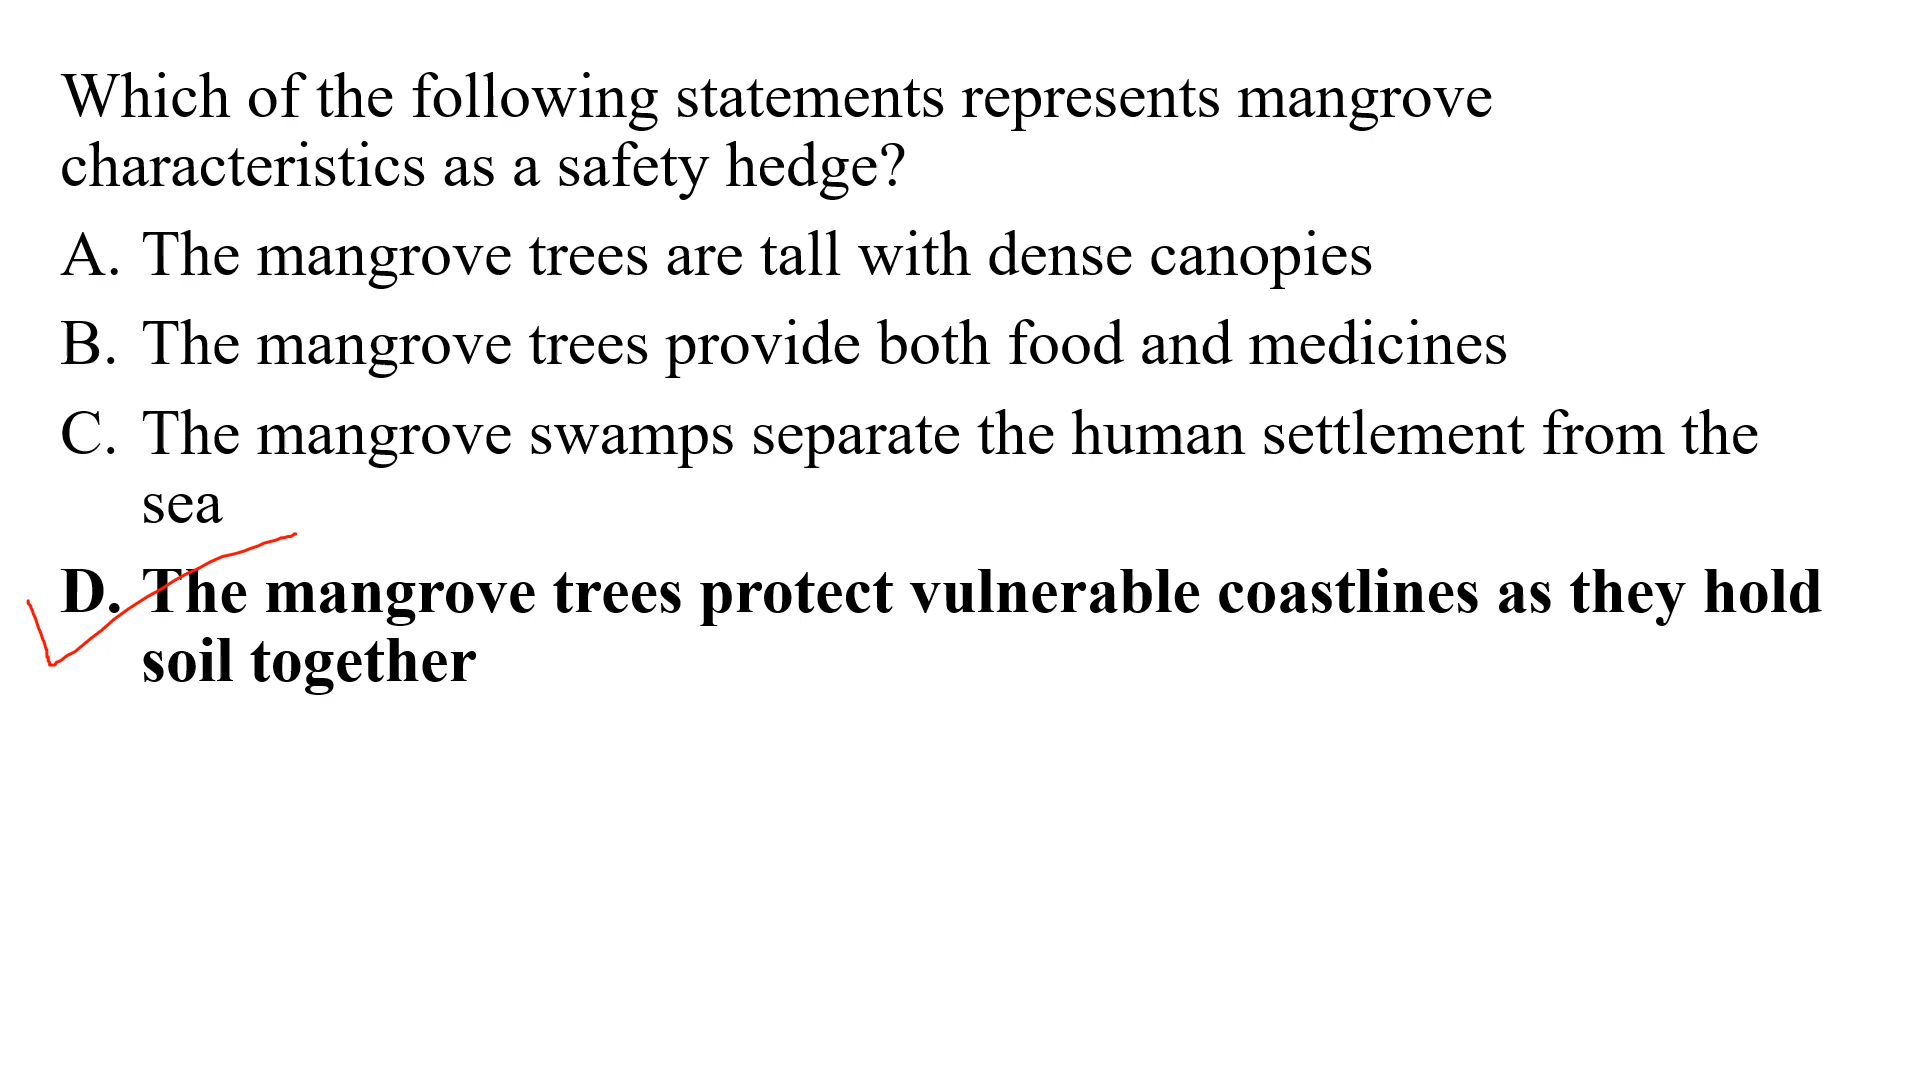 Which of the following statements represents mangrove
characteristics as a safety hedge?
A. The mangrove trees are tall with dense canopies
B. The mangrove trees provide both food and medicines
C. The mangrove swamps separate the human settlement from the
sea
D. The mangrove trees protect vulnerable coastlines as they hold
soil together